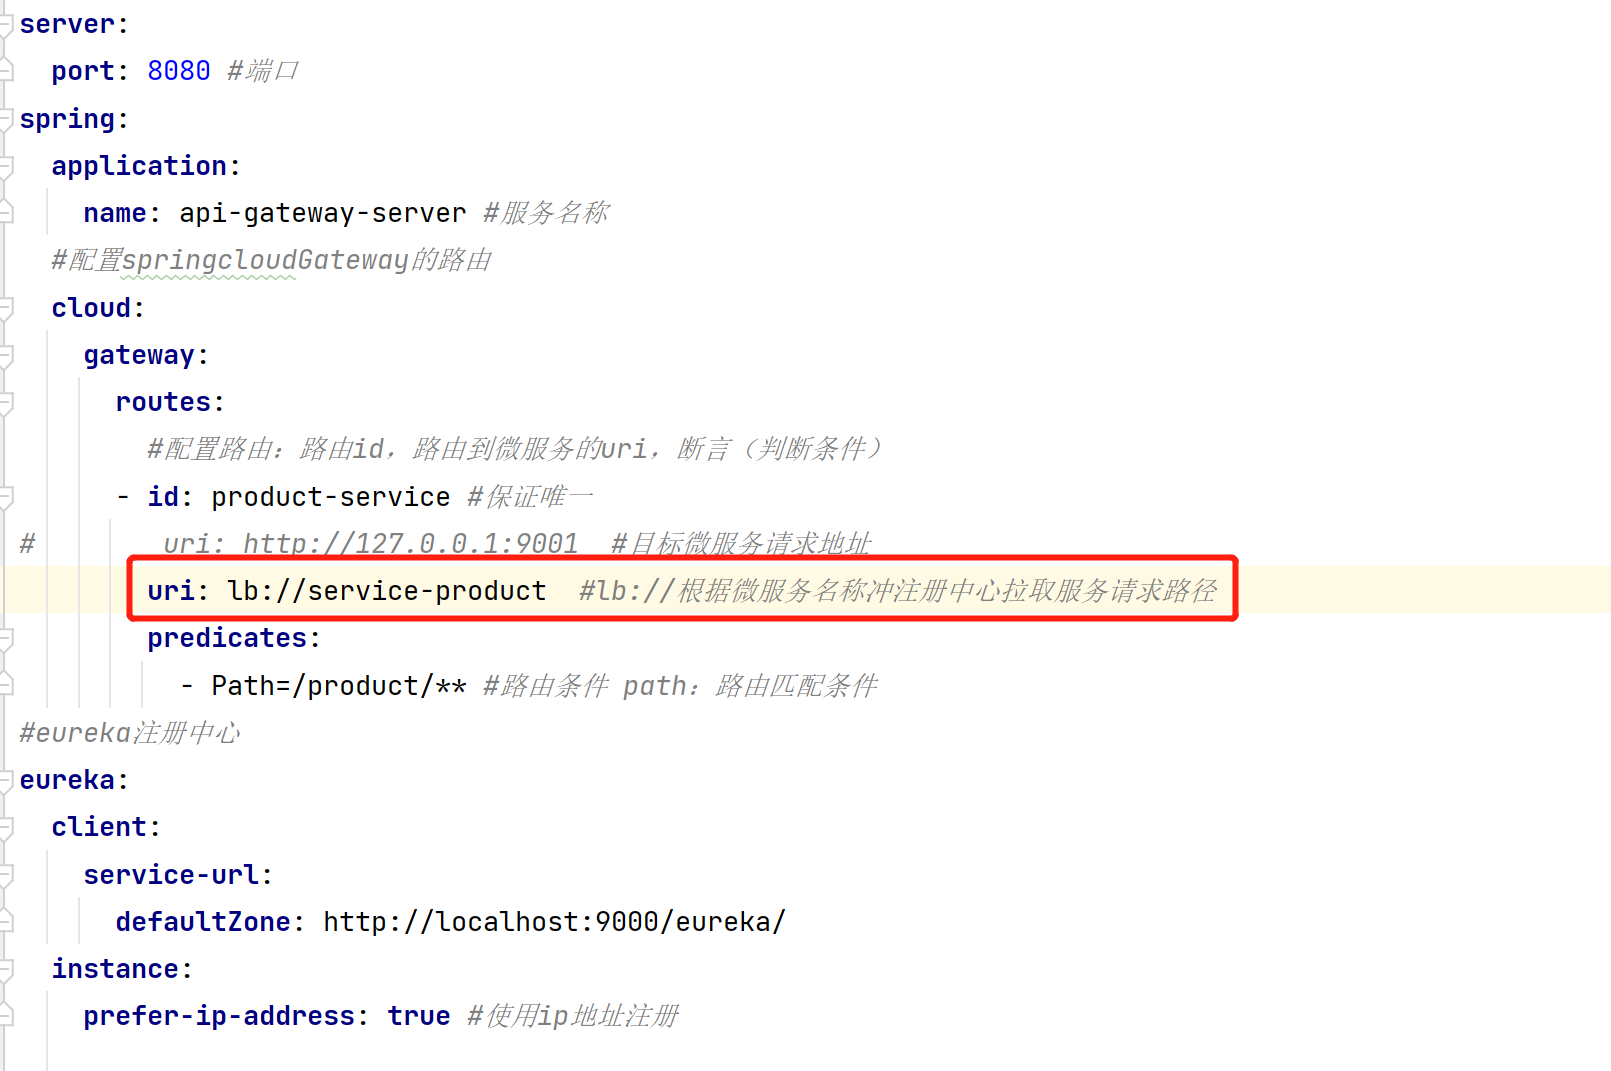 server:
  port: 8080 #端口
spring:
  application:
    name: api-gateway-server #服务名称
  #配置springcloudGateway的路由
  cloud:
    gateway:
      routes:
        #配置路由：路由id，路由到微服务的uri，断言（判断条件）
      - id: product-service #保证唯一
#        uri: http://127.0.0.1:9001  #目标微服务请求地址
        uri: lb://service-product  #lb://根据微服务名称冲注册中心拉取服务请求路径
        predicates:
          - Path=/product/** #路由条件 path：路由匹配条件
#eureka注册中心
eureka:
  client:
    service-url:
      defaultZone: http://localhost:9000/eureka/
  instance:
    prefer-ip-address: true #使用ip地址注册